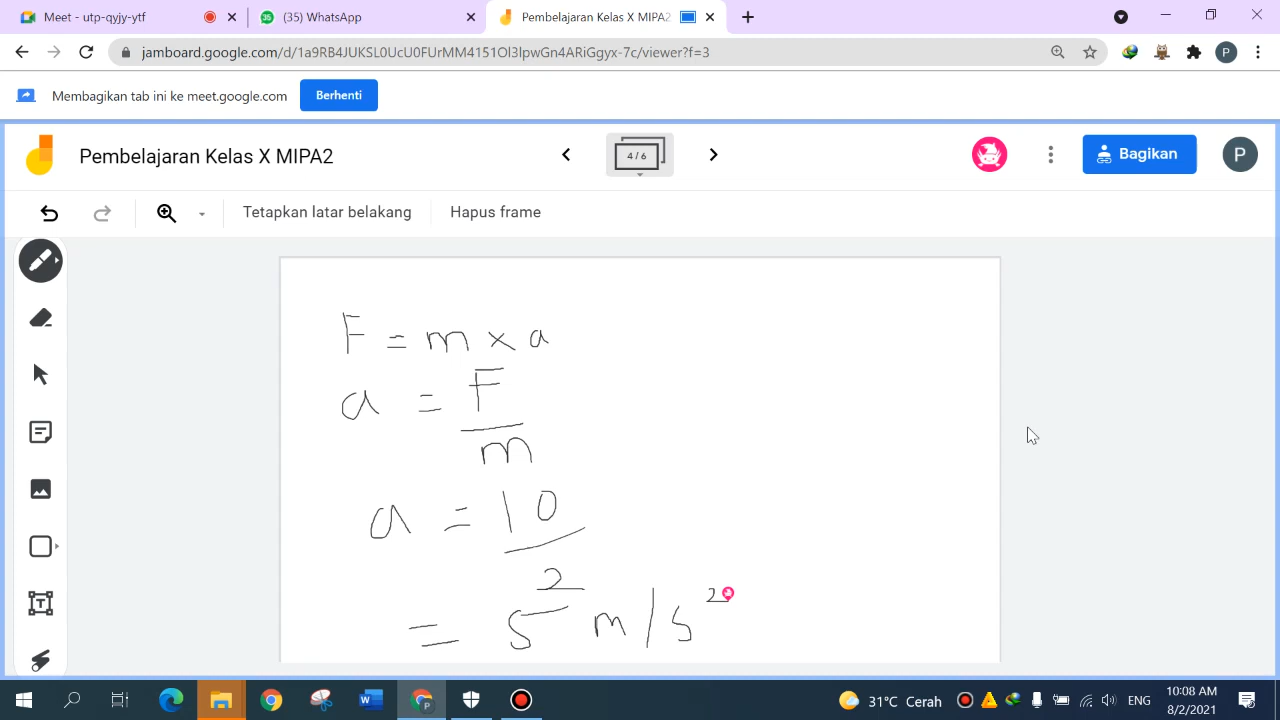 Meet - utp-qyjy-ytf
(35) WhatsApp
Pembelajaran Kelas X MIPA2
jamboard.google.com/d/1a9RB4JUKSL0UcU0FUrMM4151Ol3IpwGn4ARiGgyx-7c/viewer?f=3
P
Membagikan tab ini ke meet.google.com
Berhenti
Pembelajaran Kelas X MIPA2
4 / 6
Bagikan
P
Tetapkan latar belakang
Hapus frame
F = m × a
a = F
m
a = 10
2
= 5 m/s²
31°C Cerah
ENG
10:08 AM
8/2/2021